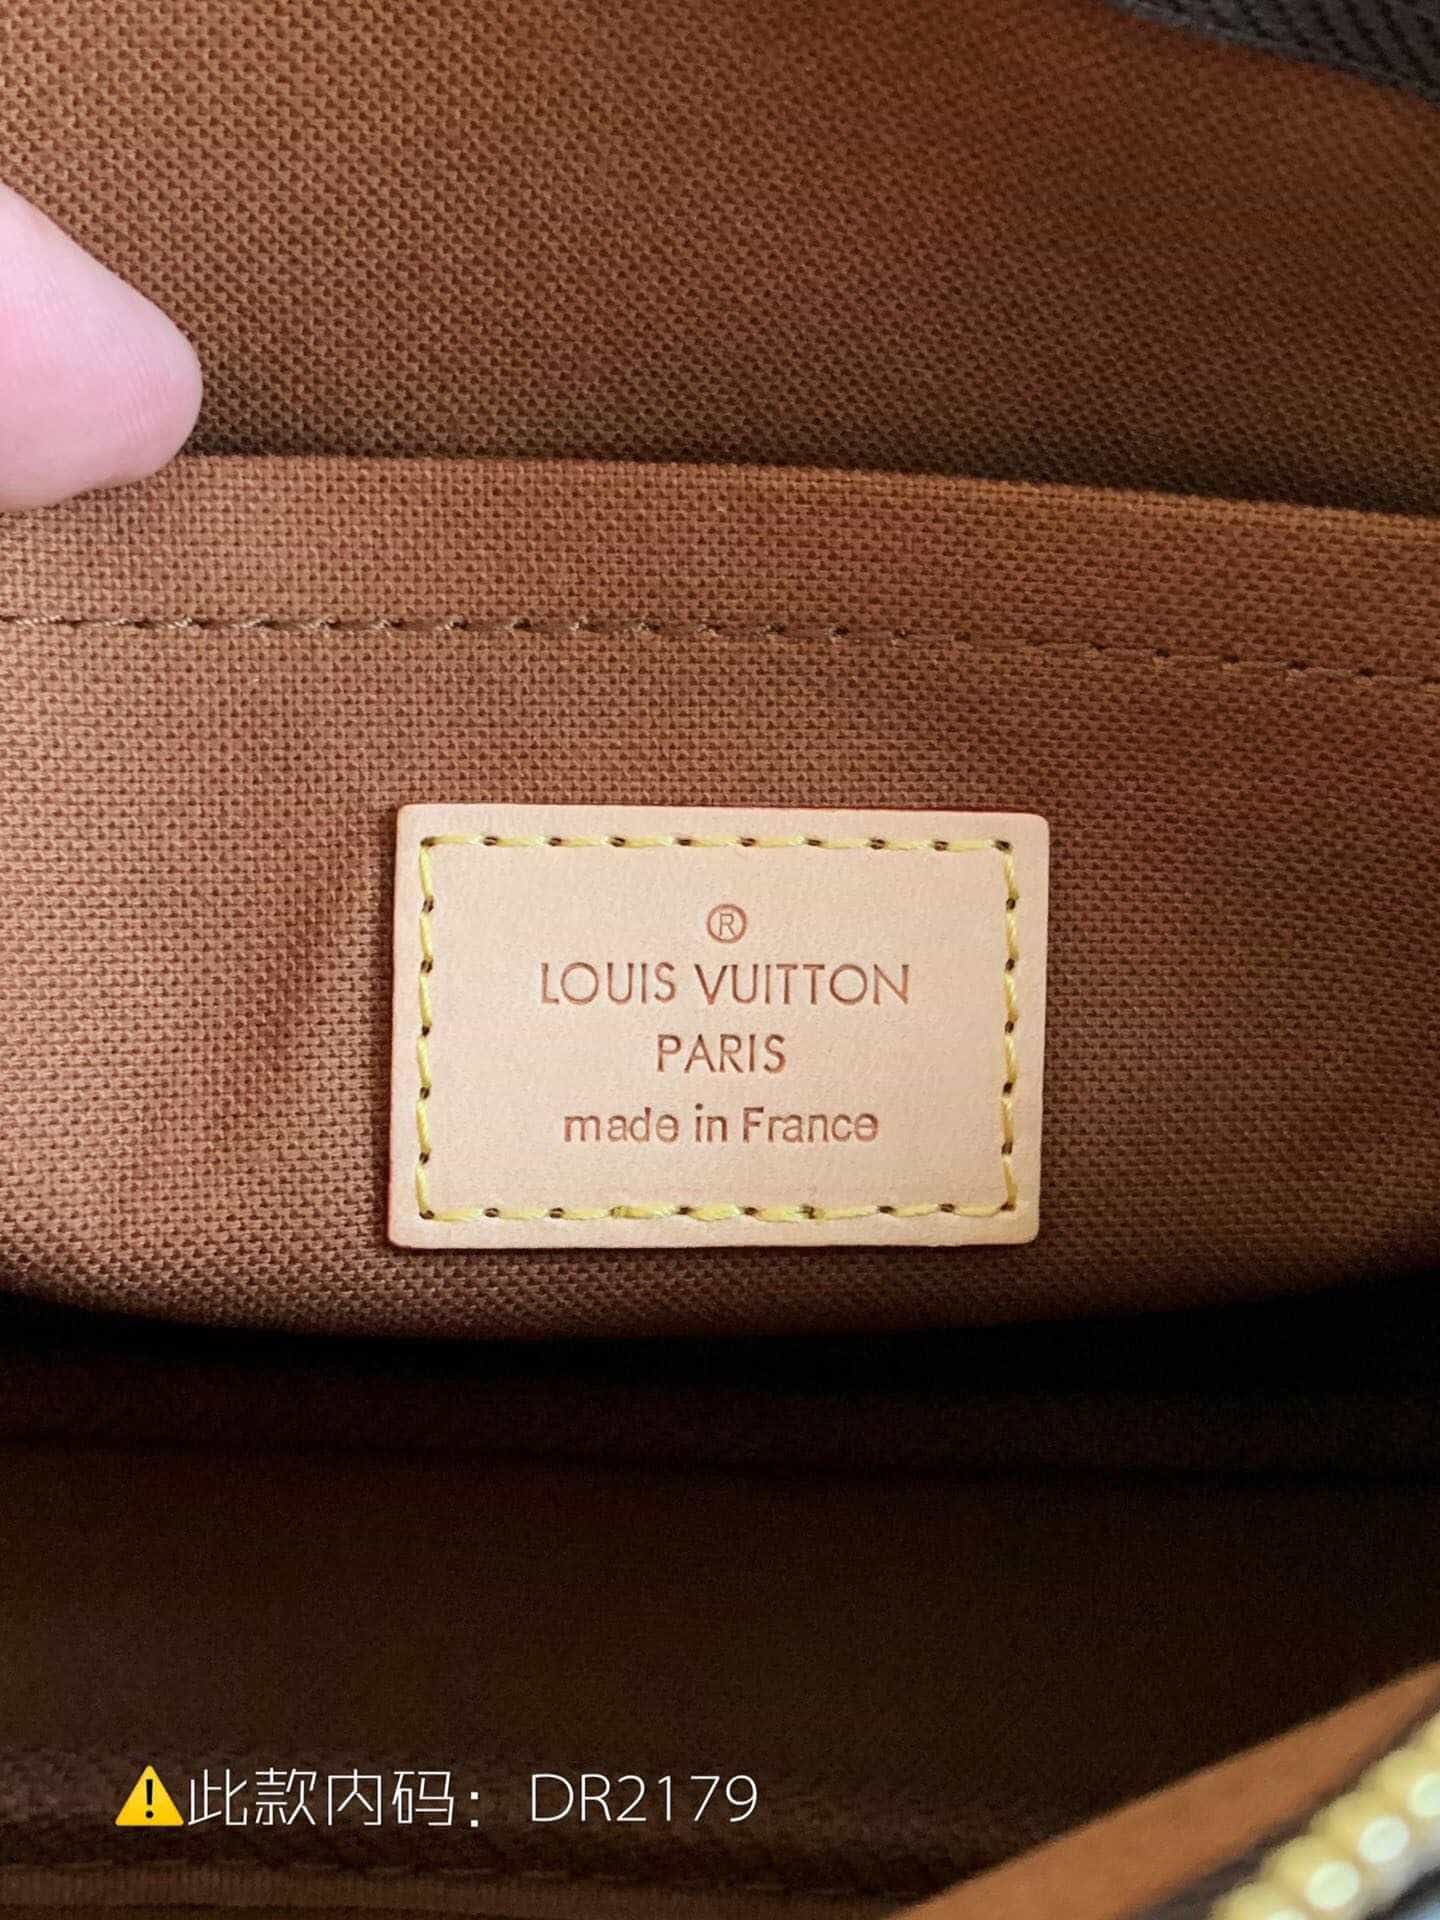 ®
LOUIS VUITTON
PARIS
made in France
⚠此款内码：DR2179